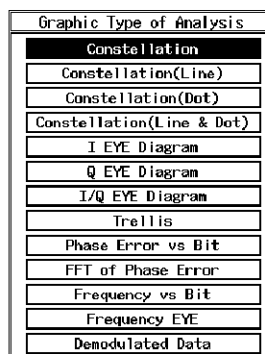 Graphic Type of Analysis
Constellation
Constellation(Line)
Constellation(Dot)
Constellation(Line & Dot)
I EYE Diagram
Q EYE Diagram
I/Q EYE Diagram
Trellis
Phase Error vs Bit
FFT of Phase Error
Frequency vs Bit
Frequency EYE
Demodulated Data